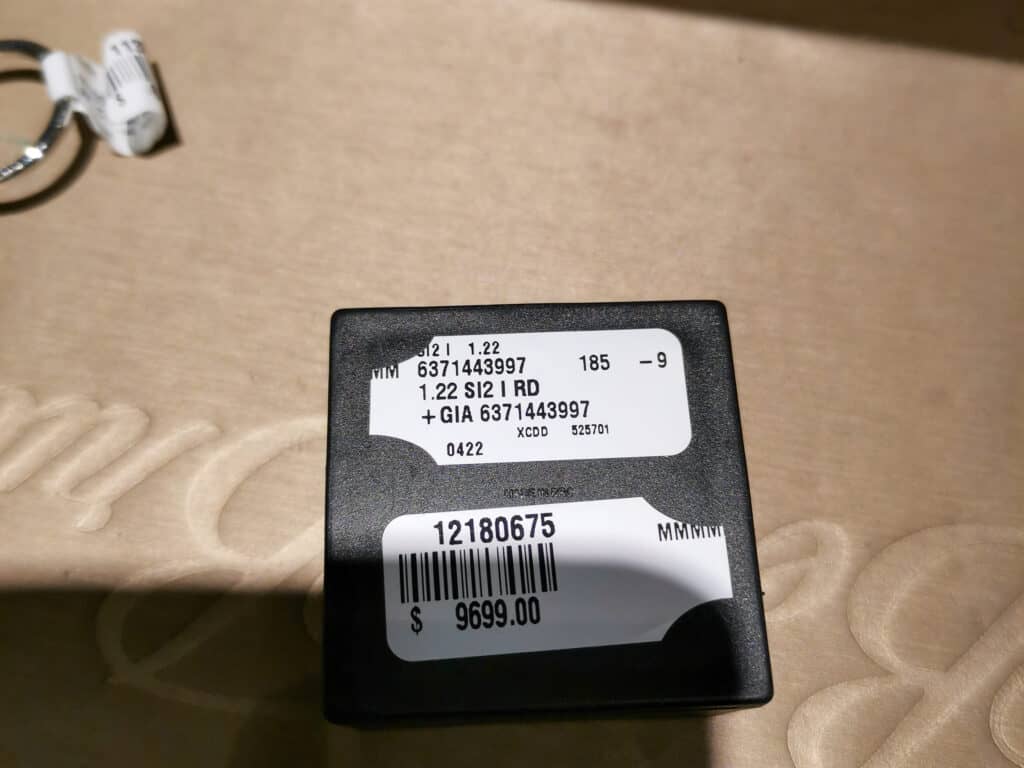 SI2 I 1.22
MM 6371443997 185 -9
1.22 SI2 I RD
+GIA 6371443997
XCDD 525701
0422
12180675
MMMM
$ 9699.00